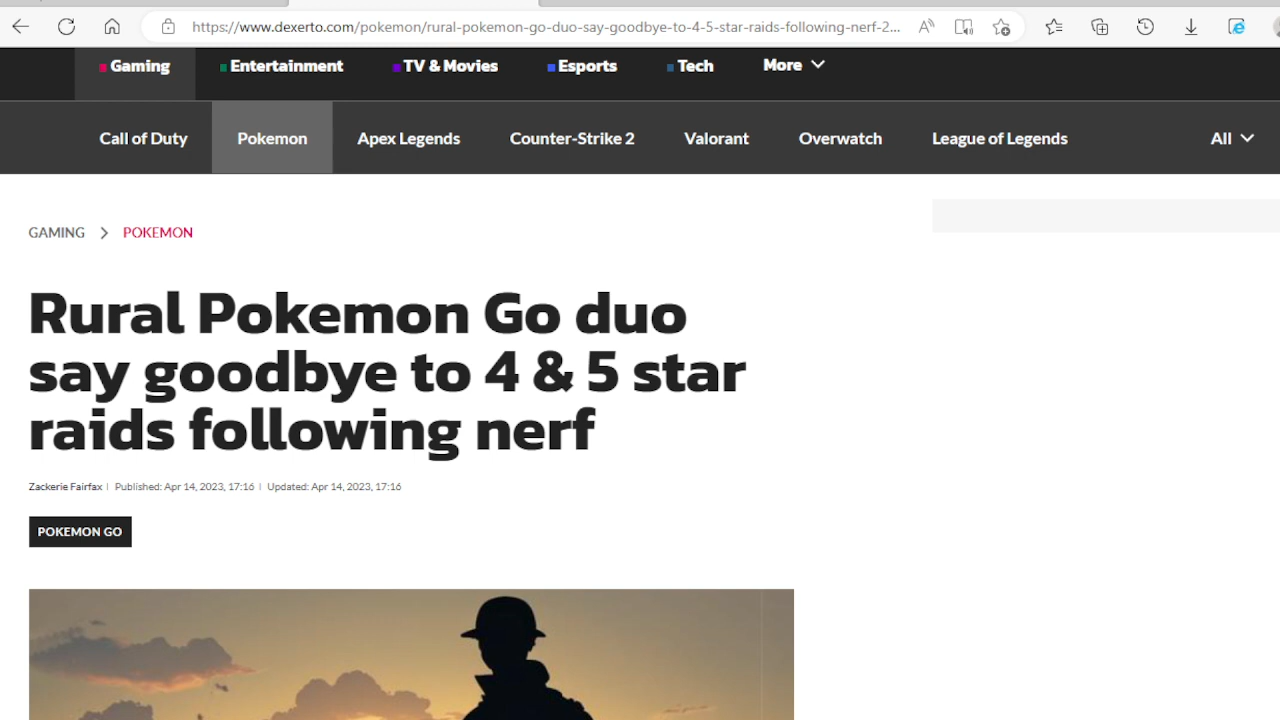 https://www.dexerto.com/pokemon/rural-pokemon-go-duo-say-goodbye-to-4-5-star-raids-following-nerf-2...
Gaming Entertainment TV & Movies Esports Tech More
Call of Duty Pokemon Apex Legends Counter-Strike 2 Valorant Overwatch League of Legends All
GAMING > POKEMON
Rural Pokemon Go duo
say goodbye to 4 & 5 star
raids following nerf
Zackerie Fairfax | Published: Apr 14, 2023, 17:16 | Updated: Apr 14, 2023, 17:16
POKEMON GO